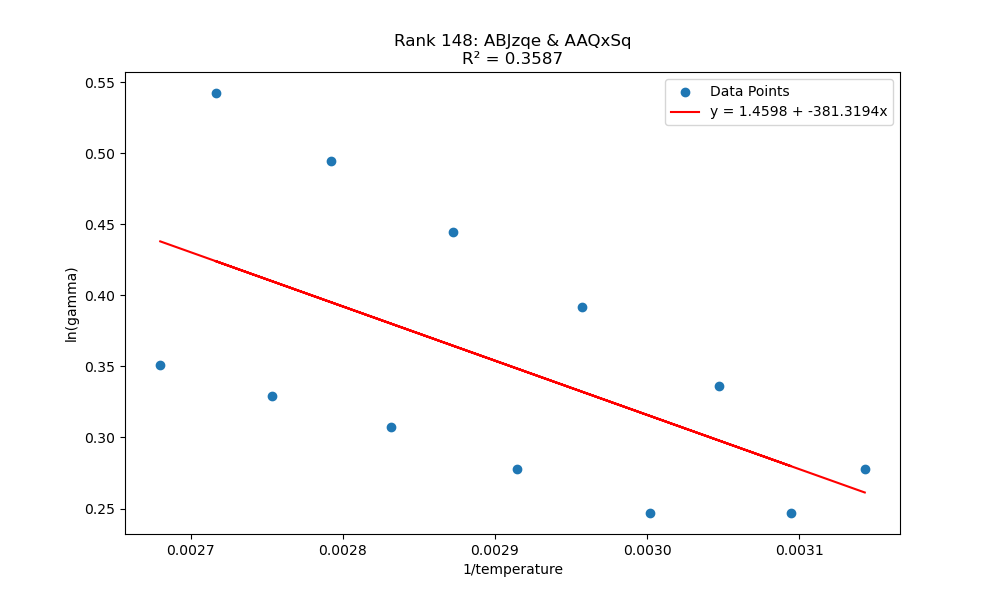 Rank 148: ABJzqe & AAQxSq
R² = 0.3587
Data Points
y = 1.4598 + -381.3194x
0.55
0.50
0.45
0.40
0.35
0.30
0.25
ln(gamma)
0.0027 0.0028 0.0029 0.0030 0.0031
1/temperature